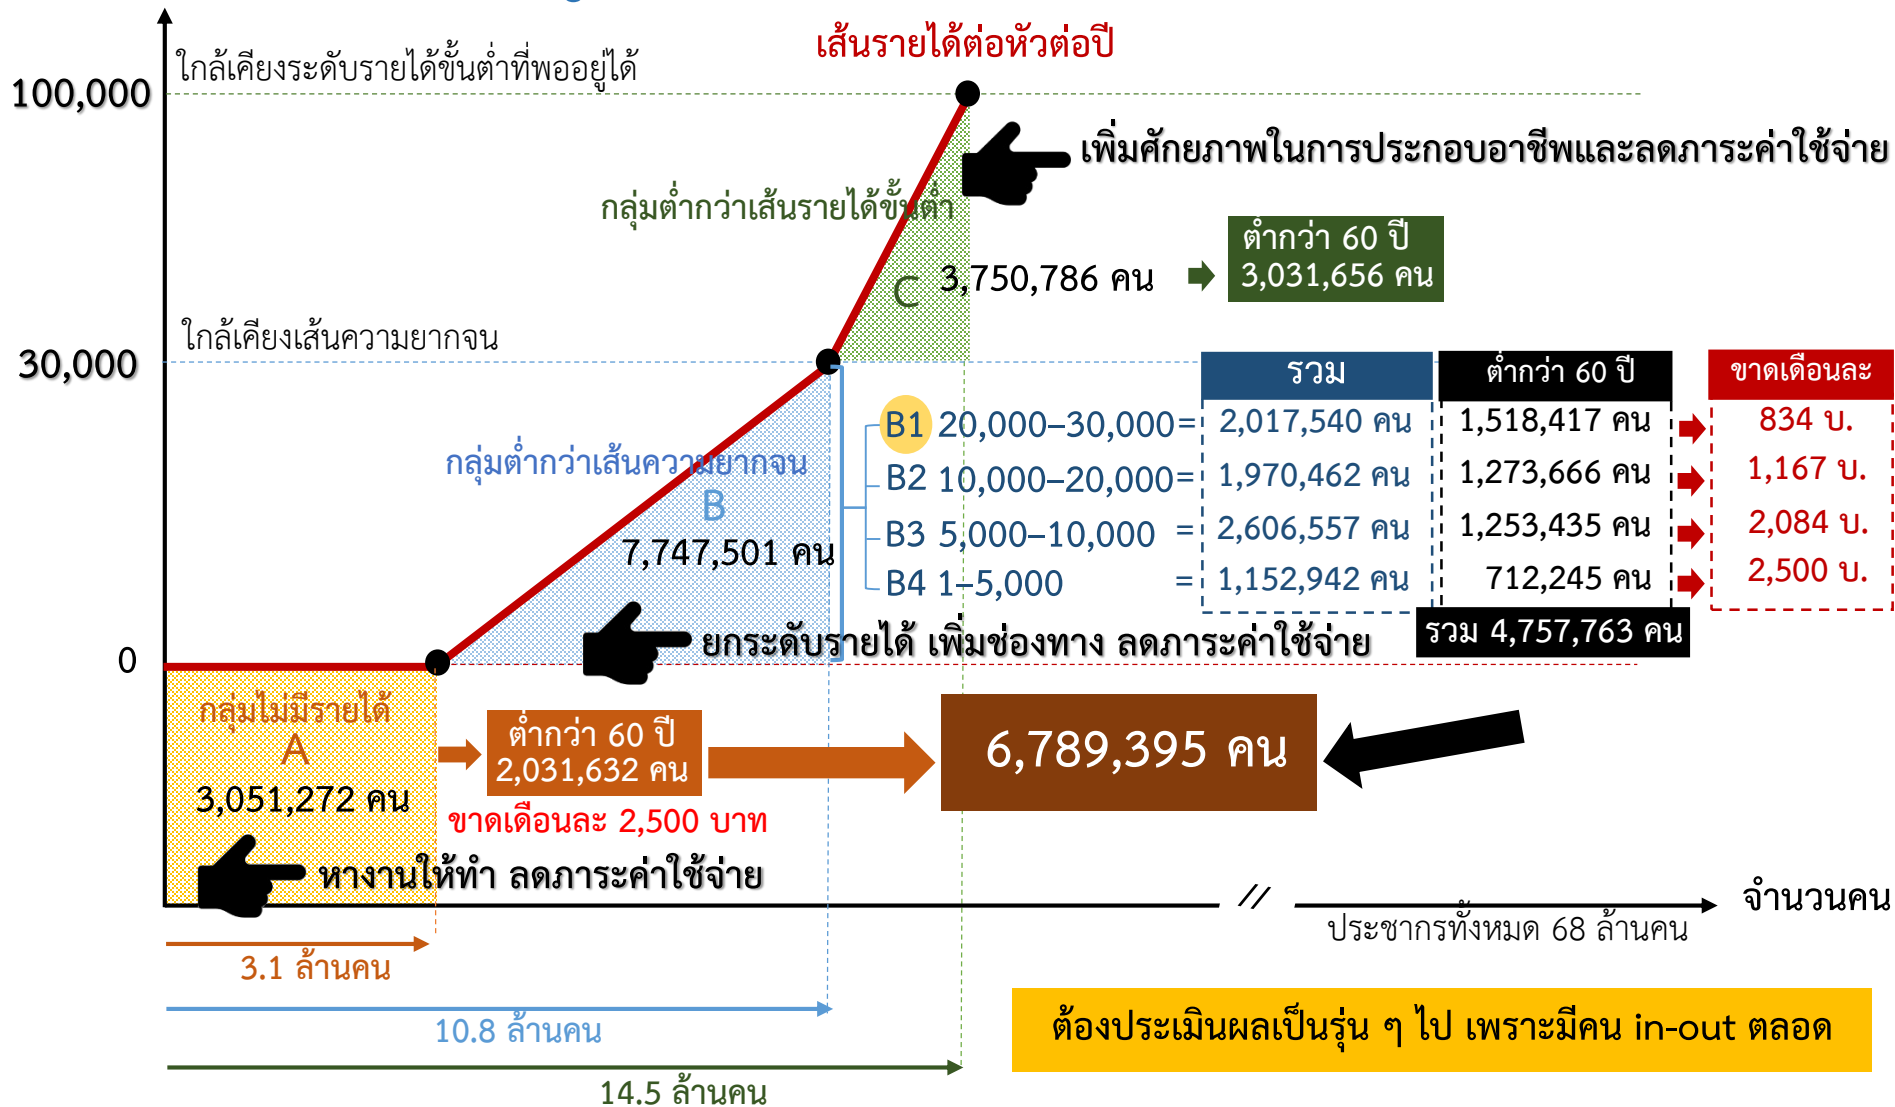 เส้นรายได้ต่อหัวต่อปี
ใกล้เคียงระดับรายได้ขั้นต่ำที่พออยู่ได้
100,000
เพิ่มศักยภาพในการประกอบอาชีพและลดภาระค่าใช้จ่าย
กลุ่มต่ำกว่าเส้นรายได้ขั้นต่ำ
ต่ำกว่า 60 ปี
3,031,656 คน
C 3,750,786 คน
ใกล้เคียงเส้นความยากจน
30,000
รวม ต่ำกว่า 60 ปี ขาดเดือนละ
B1 20,000–30,000 = 2,017,540 คน 1,518,417 คน 834 บ.
กลุ่มต่ำกว่าเส้นความยากจน
B2 10,000–20,000 = 1,970,462 คน 1,273,666 คน 1,167 บ.
B
B3 5,000–10,000 = 2,606,557 คน 1,253,435 คน 2,084 บ.
7,747,501 คน
B4 1–5,000 = 1,152,942 คน 712,245 คน 2,500 บ.
ยกระดับรายได้ เพิ่มช่องทาง ลดภาระค่าใช้จ่าย
รวม 4,757,763 คน
0
กลุ่มไม่มีรายได้
A
3,051,272 คน
ต่ำกว่า 60 ปี
2,031,632 คน
6,789,395 คน
ขาดเดือนละ 2,500 บาท
หางานให้ทำ ลดภาระค่าใช้จ่าย
// จำนวนคน
ประชากรทั้งหมด 68 ล้านคน
3.1 ล้านคน
10.8 ล้านคน
ต้องประเมินผลเป็นรุ่น ๆ ไป เพราะมีคน in-out ตลอด
14.5 ล้านคน